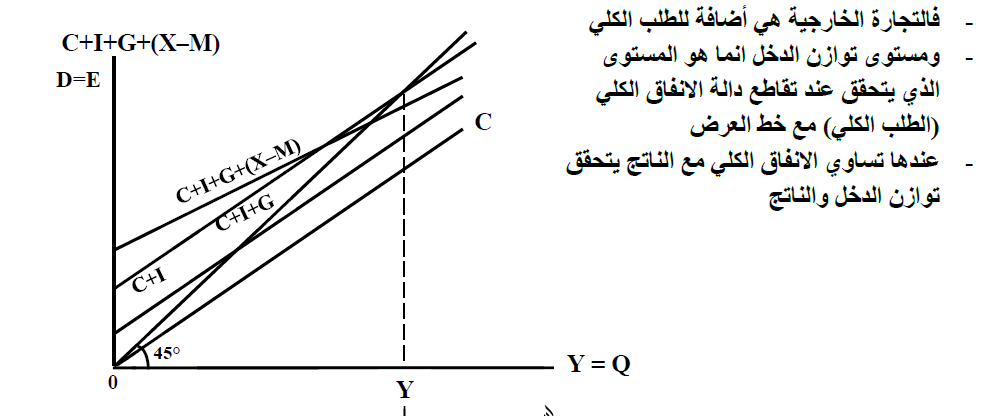 - فالتجارة الخارجية هي أضافة للطلب الكلي
- ومستوى توازن الدخل انما هو المستوى
الذي يتحقق عند تقاطع دالة الانفاق الكلي
(الطلب الكلي) مع خط العرض
- عندها تساوي الانفاق الكلي مع الناتج يتحقق
توازن الدخل والناتج
C+I+G+(X–M)
D=E
C
C+I+G+(X–M)
C+I+G
C+I
45°
0
Y
Y = Q